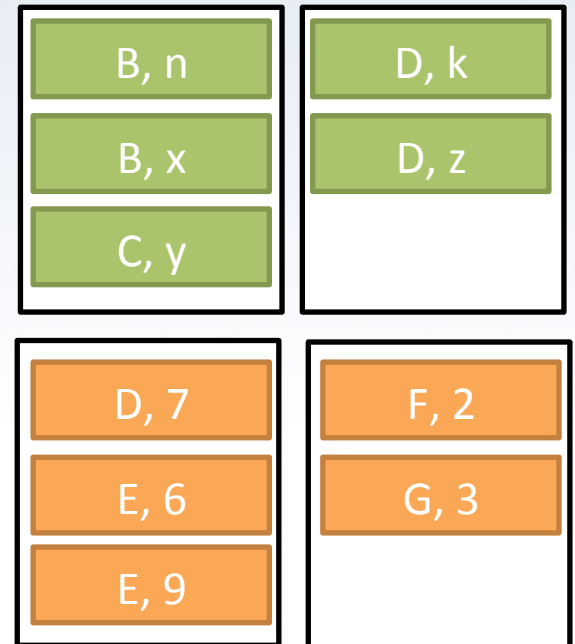 B, n
B, x
C, y
D, k
D, z
D, 7
E, 6
E, 9
F, 2
G, 3